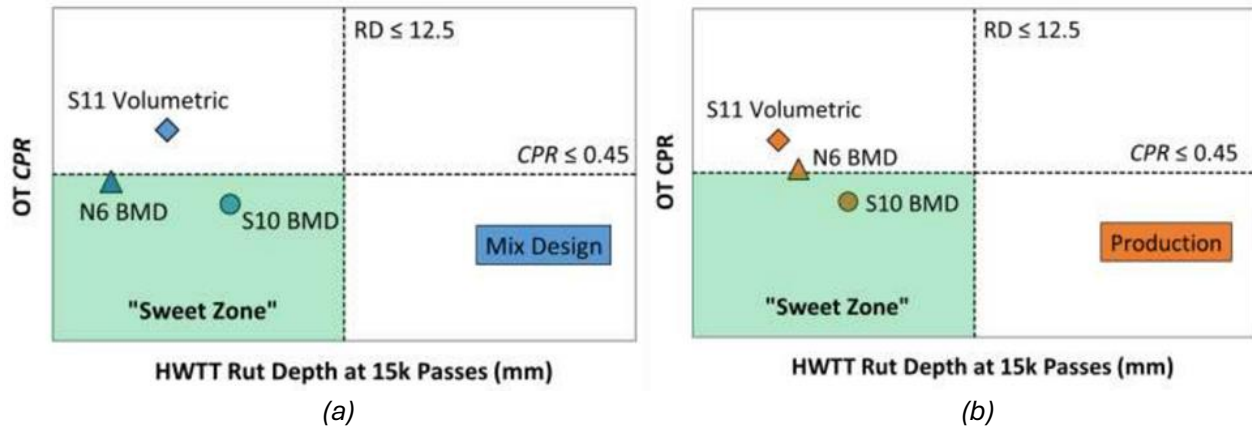 RD ≤ 12.5
S11 Volumetric
CPR ≤ 0.45
OT CPR
N6 BMD
S10 BMD
Mix Design
"Sweet Zone"
HWTT Rut Depth at 15k Passes (mm)
(a)
RD ≤ 12.5
S11 Volumetric
N6 BMD
CPR ≤ 0.45
OT CPR
S10 BMD
Production
"Sweet Zone"
HWTT Rut Depth at 15k Passes (mm)
(b)